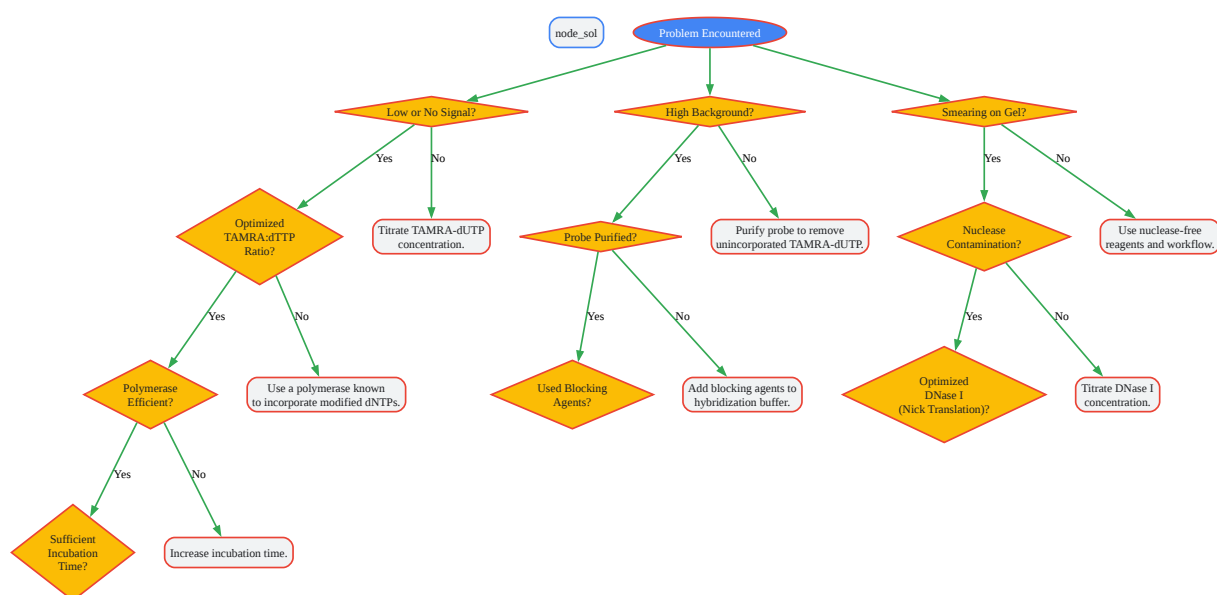 node_sol
Problem Encountered
Low or No Signal?
High Background?
Smearing on Gel?
Yes
No
Yes
No
Yes
No
Optimized
TAMRA:dTTP
Ratio?
Titrate TAMRA-dUTP
concentration.
Probe Purified?
Purify probe to remove
unincorporated TAMRA-dUTP.
Nuclease
Contamination?
Use nuclease-free
reagents and workflow.
Yes
No
Yes
No
Yes
No
Polymerase
Efficient?
Use a polymerase known
to incorporate modified dNTPs.
Used Blocking
Agents?
Add blocking agents to
hybridization buffer.
Optimized
DNase I
(Nick Translation)?
Titrate DNase I
concentration.
Yes
No
Sufficient
Incubation
Time?
Increase incubation time.